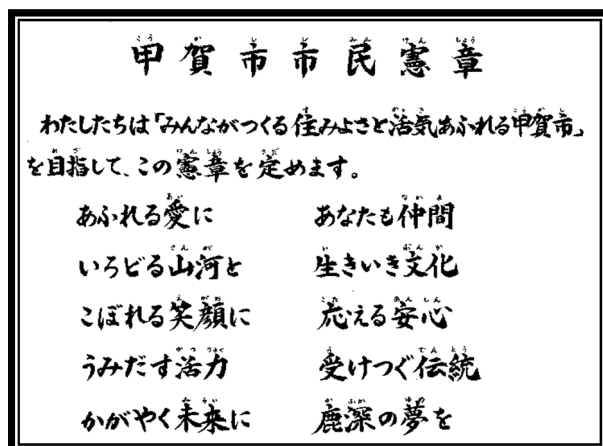 甲賀市市民憲章
わたしたちは「みんながつくる住みよさと活気あふれる甲賀市」
を目指して、この憲章を定めます。
あふれる愛に　あなたも仲間
いろどる山河と　生きいき文化
こぼれる笑顔に　応える安心
うみだす活力　受けつぐ伝統
かがやく未来に　鹿深の夢を